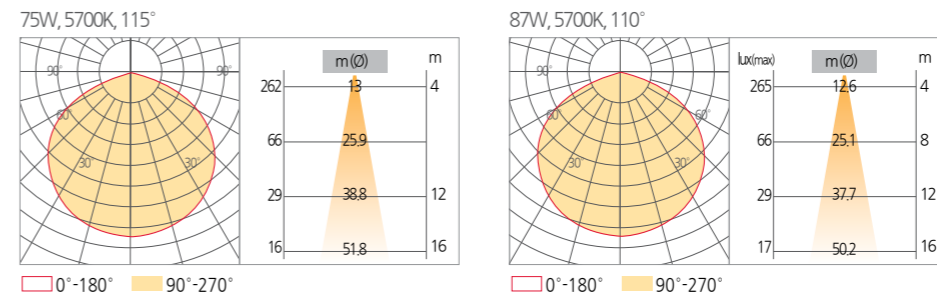 75W, 5700K, 115°
90° 90°
60°
30° 30°
m(Ø) m
262 13 4
66 25,9 8
29 38,8 12
16 51,8 16
0°-180° 90°-270°
87W, 5700K, 110°
90°
60° 60°
30° 30°
lux(max) m(Ø) m
265 12,6 4
66 25,1 8
29 37,7 12
17 50,2 16
0°-180° 90°-270°